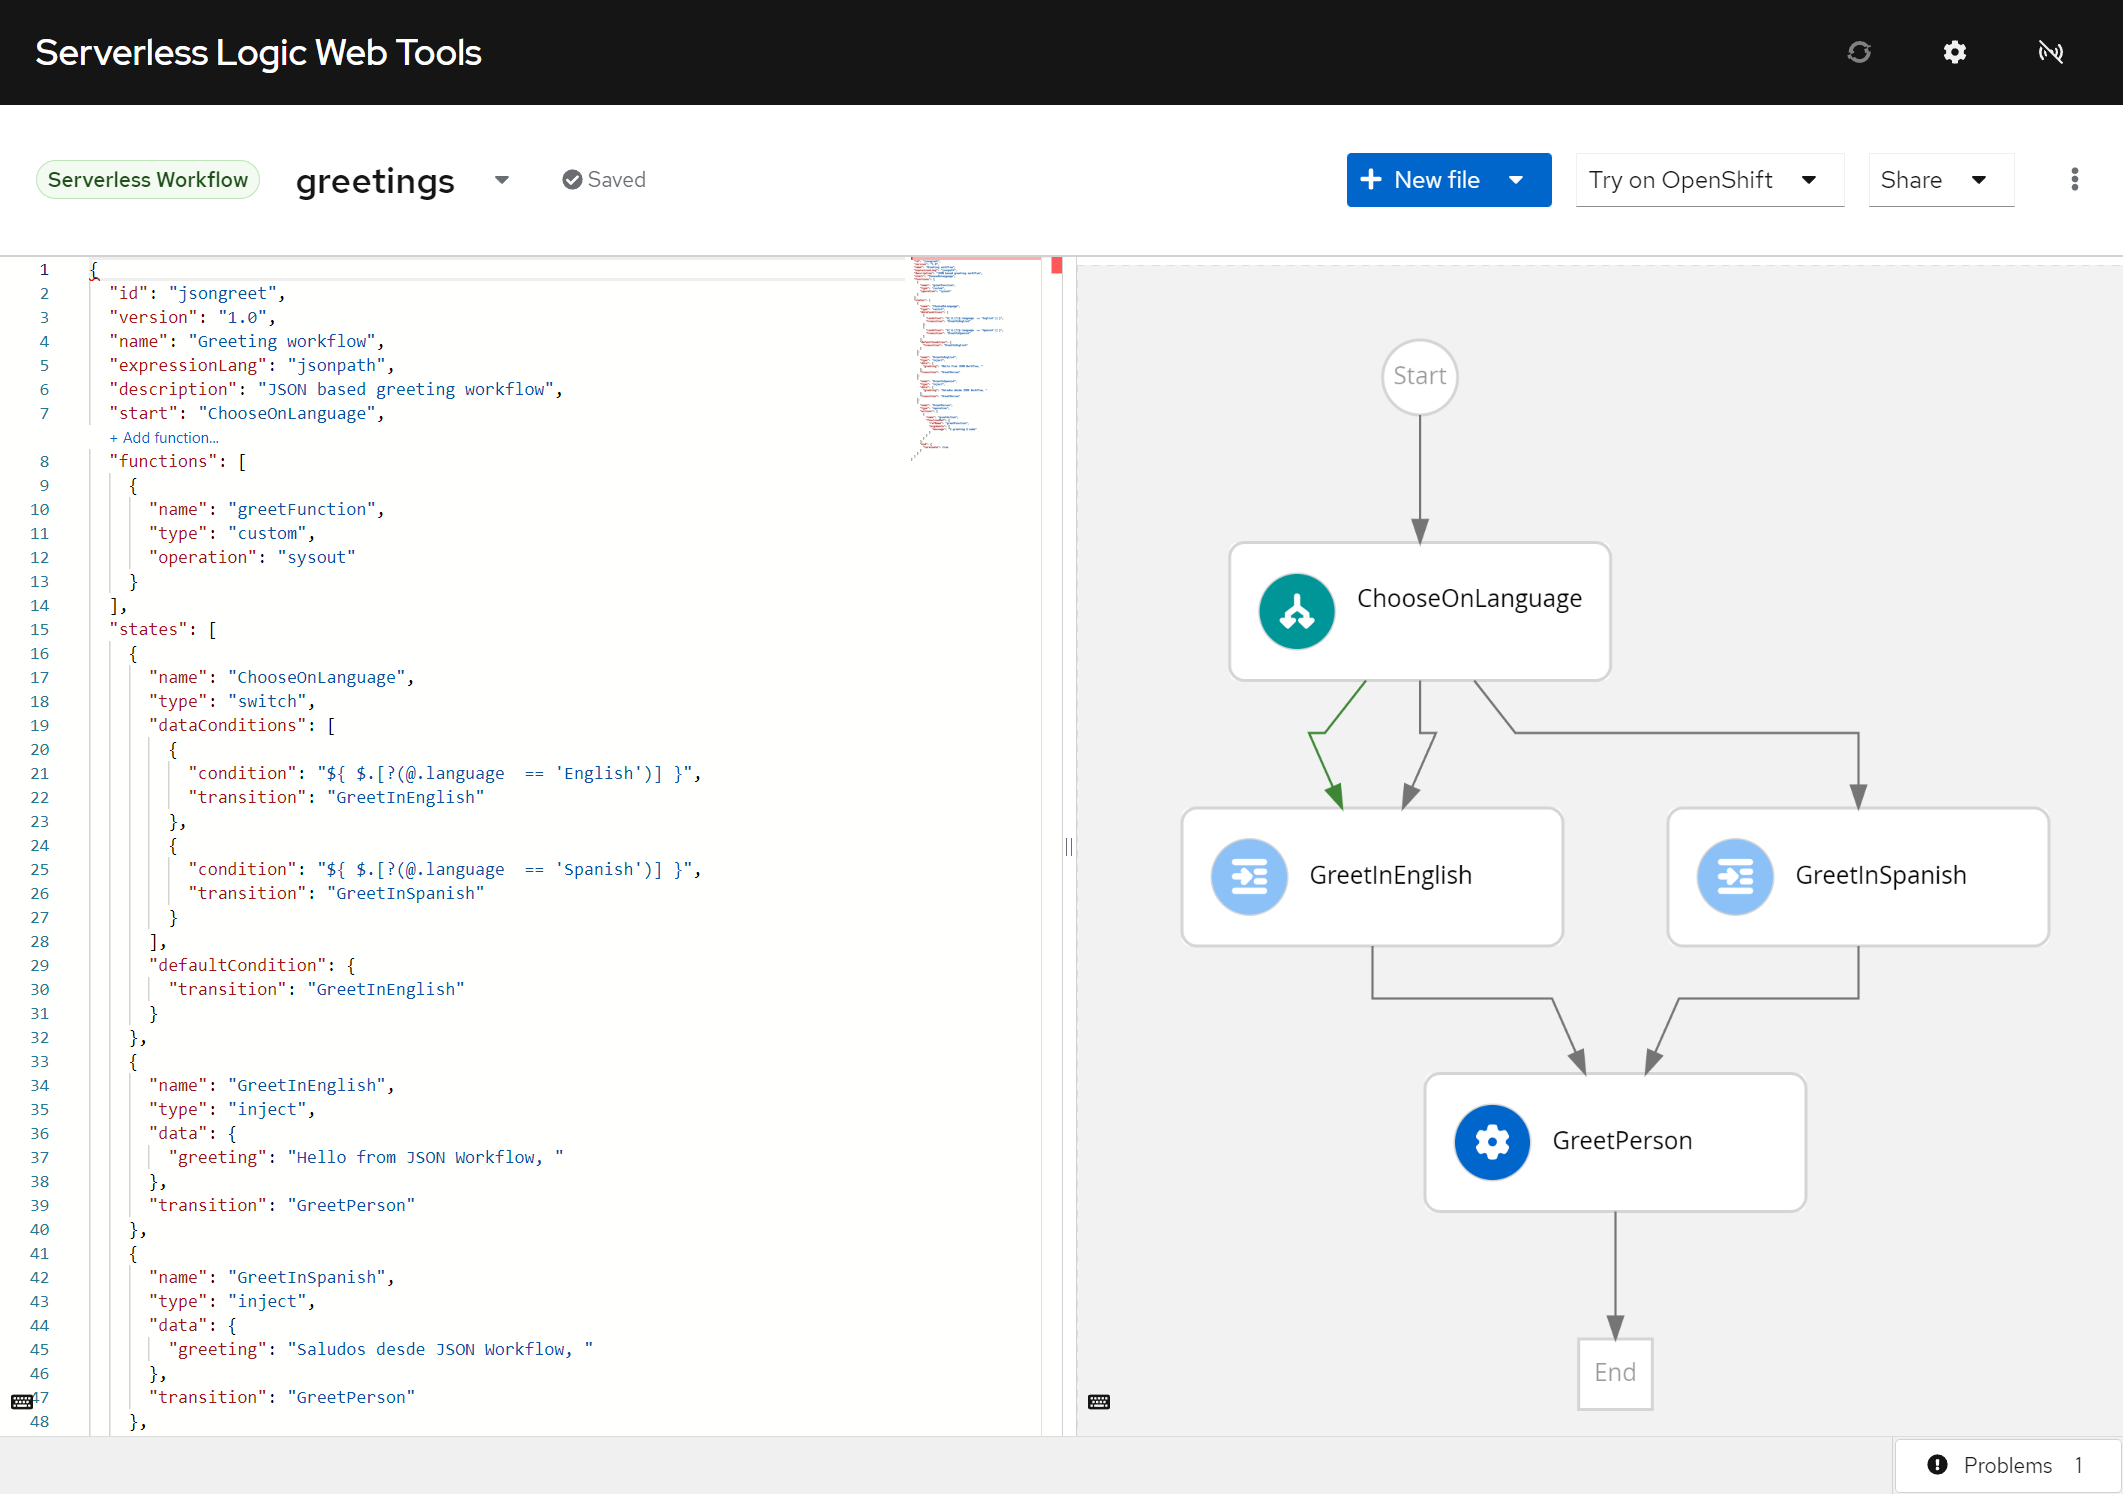 Serverless Logic Web Tools
Serverless Workflow
greetings
Saved
New file
Try on OpenShift
Share
1 {
2 "id": "jsongreet",
3 "version": "1.0",
4 "name": "Greeting workflow",
5 "expressionLang": "jsonpath",
6 "description": "JSON based greeting workflow",
7 "start": "ChooseOnLanguage",
+ Add function...
8 "functions": [
9 {
10 "name": "greetFunction",
11 "type": "custom",
12 "operation": "sysout"
13 }
14 ],
15 "states": [
16 {
17 "name": "ChooseOnLanguage",
18 "type": "switch",
19 "dataConditions": [
20 {
21 "condition": "${ $.[?(@.language  == 'English')] }",
22 "transition": "GreetInEnglish"
23 },
24 {
25 "condition": "${ $.[?(@.language  == 'Spanish')] }",
26 "transition": "GreetInSpanish"
27 }
28 ],
29 "defaultCondition": {
30 "transition": "GreetInEnglish"
31 }
32 },
33 {
34 "name": "GreetInEnglish",
35 "type": "inject",
36 "data": {
37 "greeting": "Hello from JSON Workflow, "
38 },
39 "transition": "GreetPerson"
40 },
41 {
42 "name": "GreetInSpanish",
43 "type": "inject",
44 "data": {
45 "greeting": "Saludos desde JSON Workflow, "
46 },
47 "transition": "GreetPerson"
48 },
Start
ChooseOnLanguage
GreetInEnglish
GreetInSpanish
GreetPerson
End
Problems 1